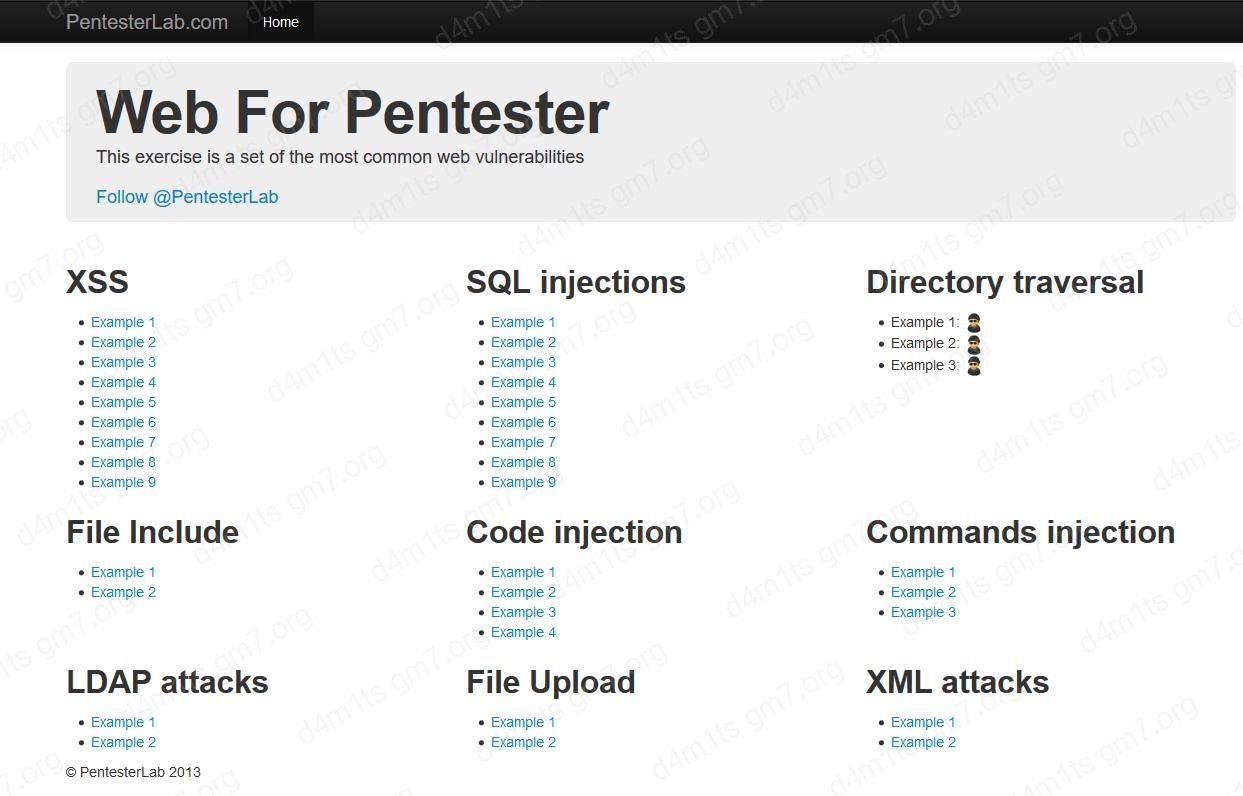 PentesterLab.com Home
Web For Pentester
This exercise is a set of the most common web vulnerabilities
Follow @PentesterLab
XSS
Example 1
Example 2
Example 3
Example 4
Example 5
Example 6
Example 7
Example 8
Example 9
SQL injections
Example 1
Example 2
Example 3
Example 4
Example 5
Example 6
Example 7
Example 8
Example 9
Directory traversal
Example 1:
Example 2:
Example 3:
File Include
Example 1
Example 2
Code injection
Example 1
Example 2
Example 3
Example 4
Commands injection
Example 1
Example 2
Example 3
LDAP attacks
Example 1
Example 2
File Upload
Example 1
Example 2
XML attacks
Example 1
Example 2
© PentesterLab 2013
d4m1ts gm7.org